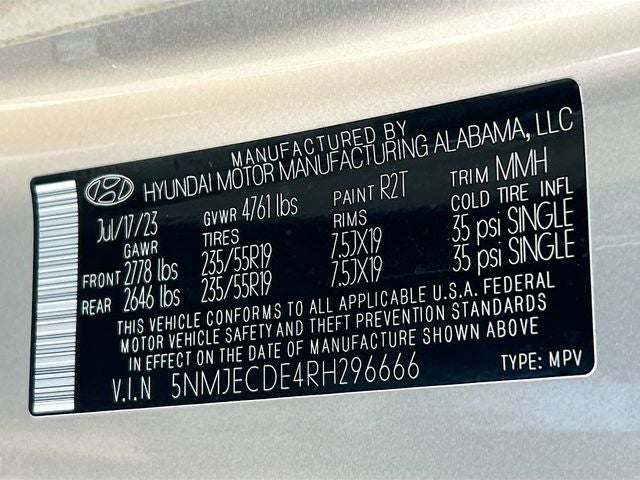 MANUFACTURED BY
HYUNDAI MOTOR MANUFACTURING ALABAMA, LLC
Jul/17/23 GVWR 4761 lbs PAINT R2T TRIM MMH
GAWR TIRES RIMS COLD TIRE INFL
FRONT 2778 lbs 235/55R19 7.5JX19 35 psi SINGLE
REAR 2646 lbs 235/55R19 7.5JX19 35 psi SINGLE
THIS VEHICLE CONFORMS TO ALL APPLICABLE U.S.A. FEDERAL
MOTOR VEHICLE SAFETY AND THEFT PREVENTION STANDARDS
IN EFFECT ON THE DATE OF MANUFACTURE SHOWN ABOVE
V.I.N 5NMJECDE4RH296666 TYPE: MPV